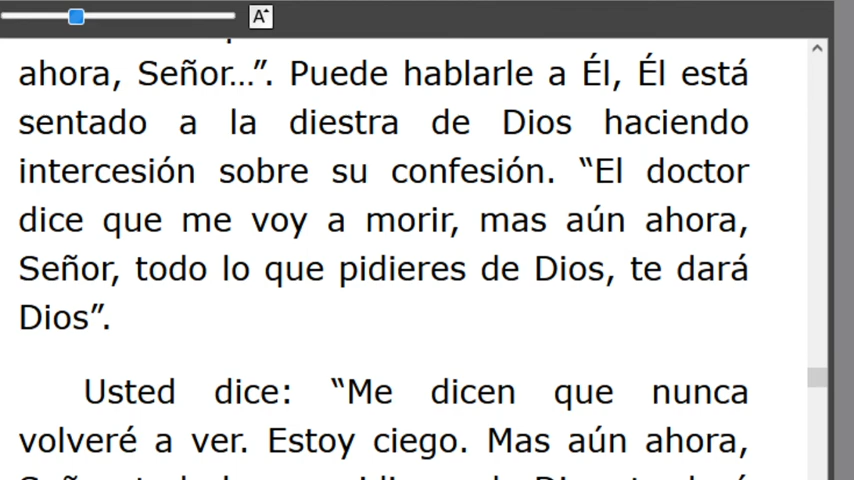 A
ahora, Señor…”. Puede hablarle a Él, Él está
sentado a la diestra de Dios haciendo
intercesión sobre su confesión. “El doctor
dice que me voy a morir, mas aún ahora,
Señor, todo lo que pidieres de Dios, te dará
Dios”.
Usted dice: “Me dicen que nunca
volveré a ver. Estoy ciego. Mas aún ahora,